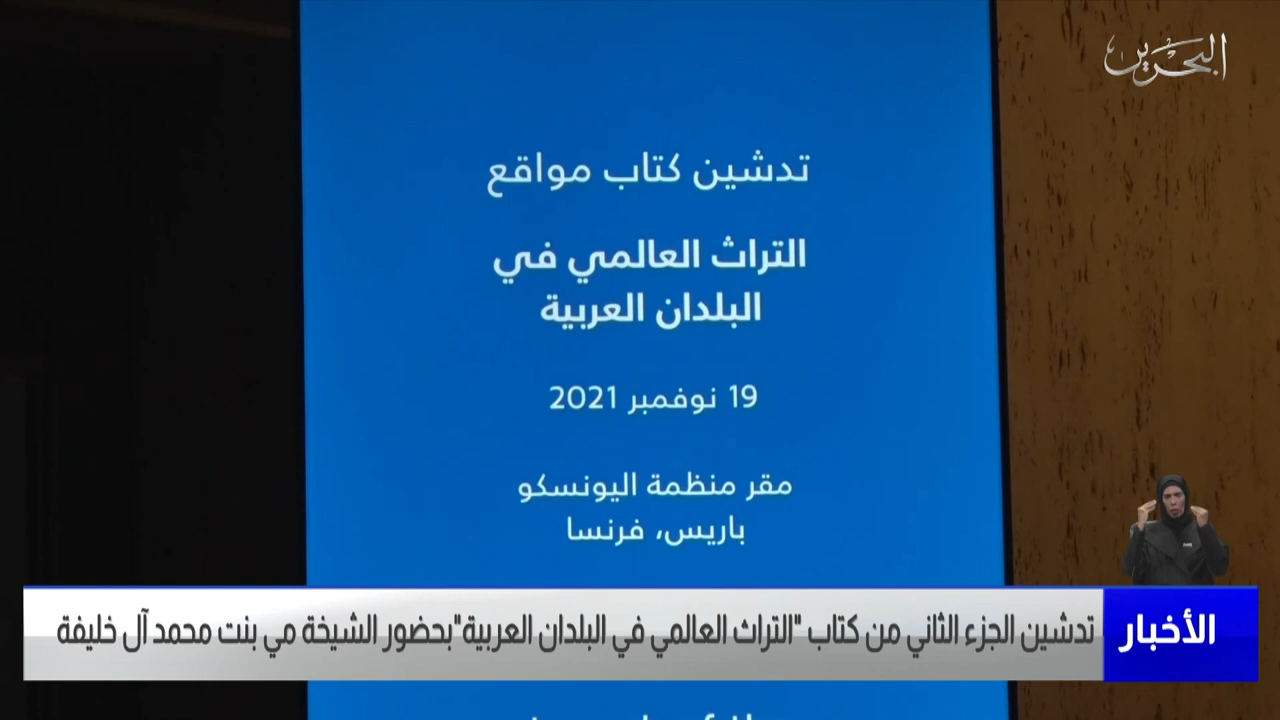 البحرين
تدشين كتاب مواقع
التراث العالمي في
البلدان العربية
19 نوفمبر 2021
مقر منظمة اليونسكو
باريس، فرنسا
الأخبار
تدشين الجزء الثاني من كتاب "التراث العالمي في البلدان العربية"بحضور الشيخة مي بنت محمد آل خليفة